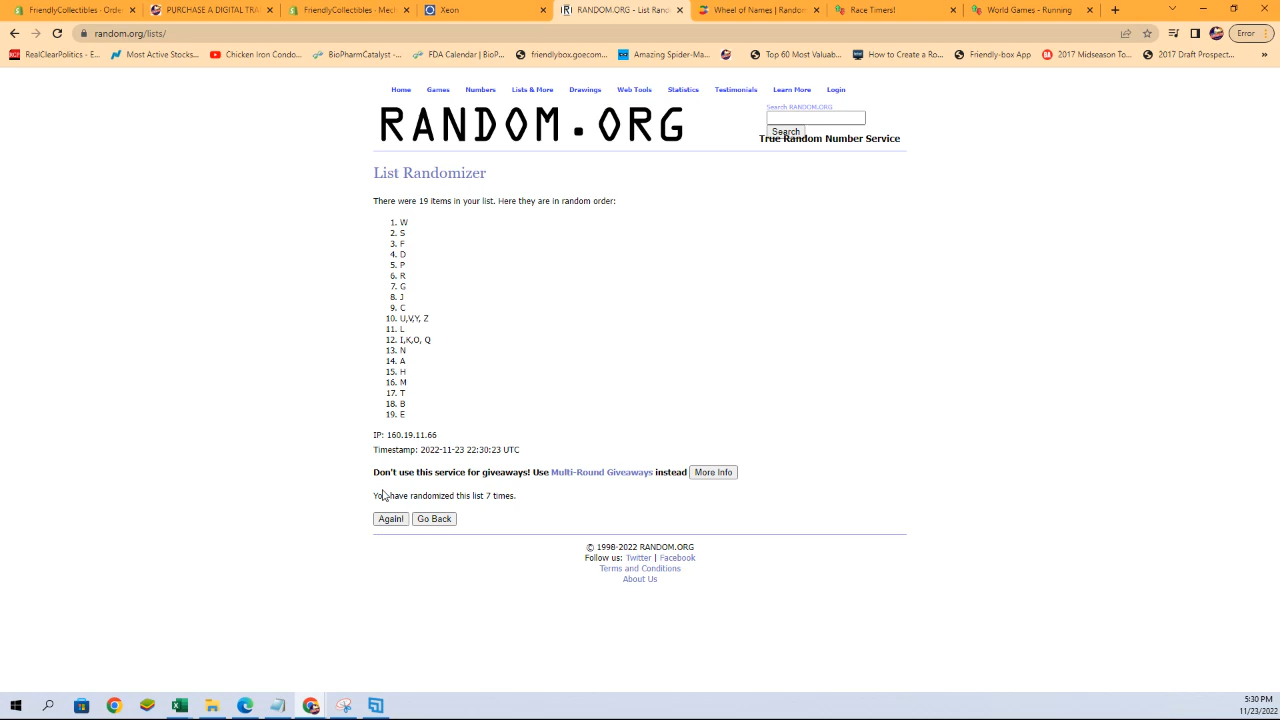 FriendlyCollectibles - Orders
PURCHASE A DIGITAL TRA
FriendlyCollectibles - Mech
Xeon
RANDOM.ORG - List Rand
Wheel of Names | Random
Race Timers!
World Games - Running
random.org/lists/
Error
RealClearPolitics - E...
Most Active Stocks...
Chicken Iron Condo...
BioPharmCatalyst -...
FDA Calendar | BioP...
friendlybox.goecom...
Amazing Spider-Ma...
Top 60 Most Valuab...
How to Create a Ro...
Friendly-box App
2017 Midseason To...
2017 Draft Prospect...
Home Games Numbers Lists & More Drawings Web Tools Statistics Testimonials Learn More Login
RANDOM.ORG
Search RANDOM.ORG
Search
True Random Number Service
List Randomizer
There were 19 items in your list. Here they are in random order:
1. W
2. S
3. F
4. D
5. P
6. R
7. G
8. J
9. C
10. U,V,Y, Z
11. L
12. I,K,O, Q
13. N
14. A
15. H
16. M
17. T
18. B
19. E
IP: 160.19.11.66
Timestamp: 2022-11-23 22:30:23 UTC
Don't use this service for giveaways! Use Multi-Round Giveaways instead More Info
You have randomized this list 7 times.
Again! Go Back
© 1998-2022 RANDOM.ORG
Follow us: Twitter | Facebook
Terms and Conditions
About Us
5:30 PM
11/23/2022